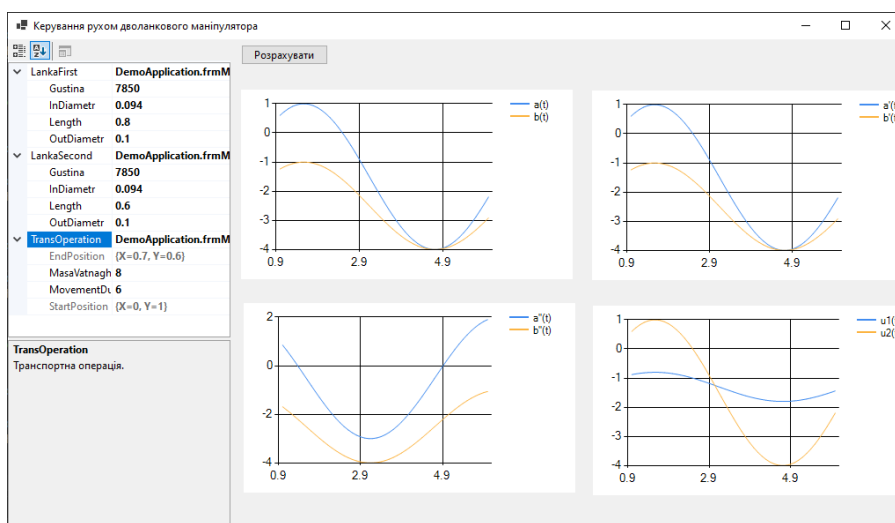 Керування рухом дволанкового маніпулятора
LankaFirst DemoApplication.frmM
Gustina 7850
InDiametr 0.094
Length 0.8
OutDiametr 0.1
LankaSecond DemoApplication.frmM
Gustina 7850
InDiametr 0.094
Length 0.6
OutDiametr 0.1
TransOperation DemoApplication.frmM
EndPosition {X=0.7, Y=0.6}
MasaVatnagh 8
MovementDu 6
StartPosition {X=0, Y=1}
TransOperation
Транспортна операція.
Розрахувати
1
0
-1
-2
-3
-4
0.9 2.9 4.9
a(t)
b(t)
1
0
-1
-2
-3
-4
0.9 2.9 4.9
a'(t)
b'(t)
2
0
-2
-4
0.9 2.9 4.9
a''(t)
b''(t)
1
0
-1
-2
-3
-4
0.9 2.9 4.9
u1(
u2(